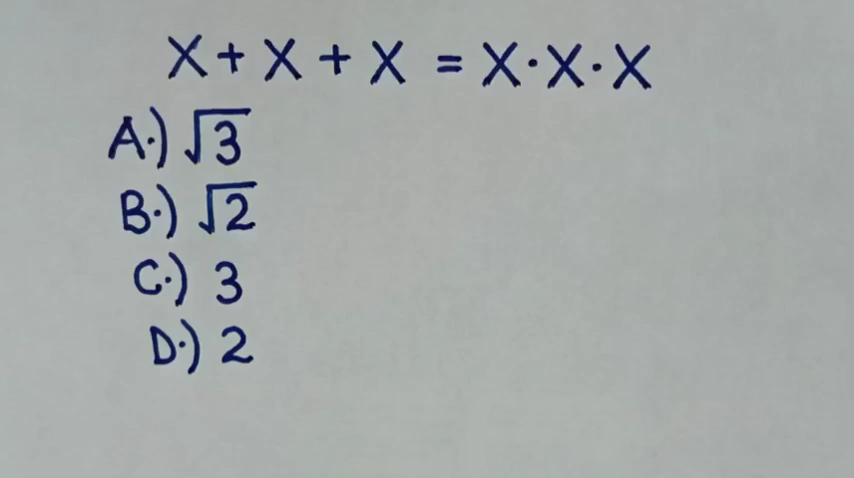 X + X + X = X · X · X
A·) √3
B·) √2
C·) 3
D·) 2